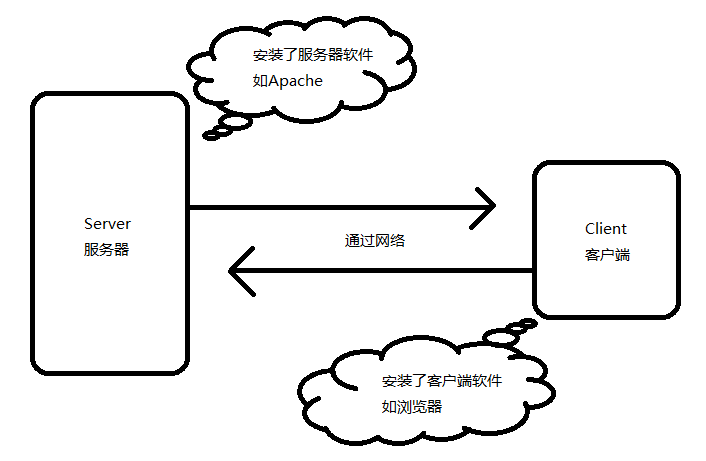 安装了服务器软件
如Apache
Server
服务器
通过网络
Client
客户端
安装了客户端软件
如浏览器